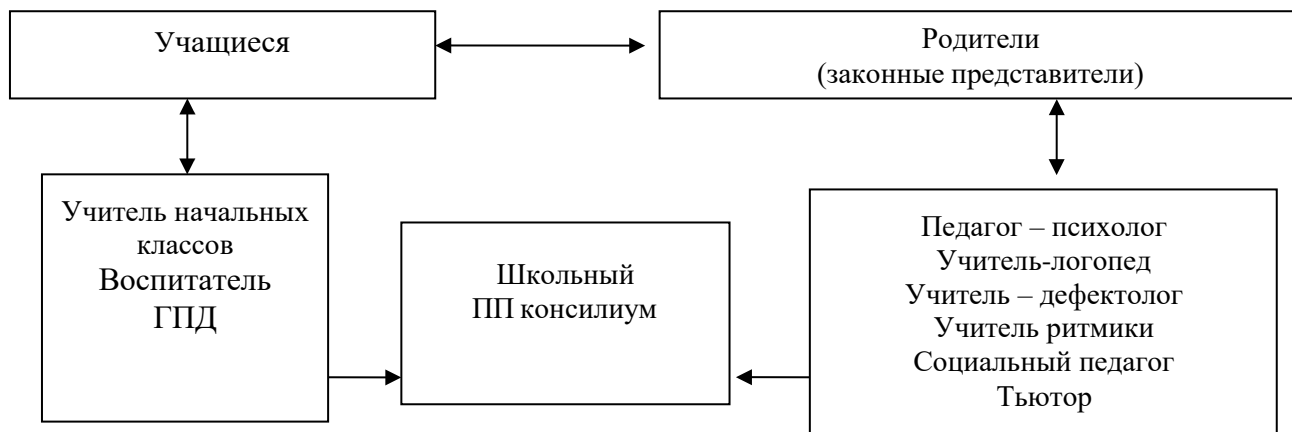 Учащиеся
Родители
(законные представители)
Учитель начальных
классов
Воспитатель
ГПД
Школьный
ПП консилиум
Педагог – психолог
Учитель-логопед
Учитель – дефектолог
Учитель ритмики
Социальный педагог
Тьютор